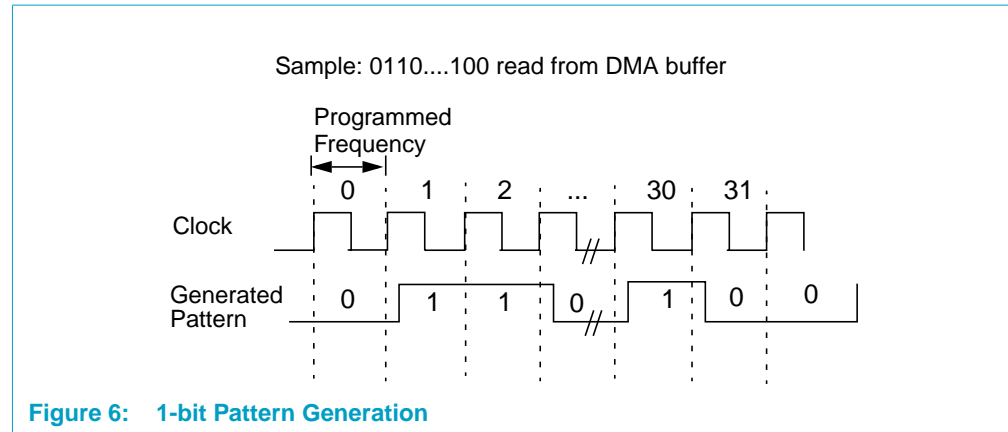 Sample: 0110....100 read from DMA buffer
Programmed
Frequency
0 1 2 ... 30 31
Clock
Generated
Pattern
0 1 1 0 1 0 0
Figure 6: 1-bit Pattern Generation